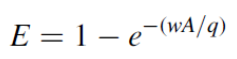 E = 1 − e^{−(wA/q)}